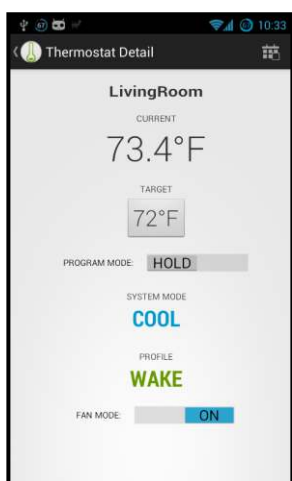 10:33
Thermostat Detail
LivingRoom
CURRENT
73.4°F
TARGET
72°F
PROGRAM MODE: HOLD
SYSTEM MODE
COOL
PROFILE
WAKE
FAN MODE: ON